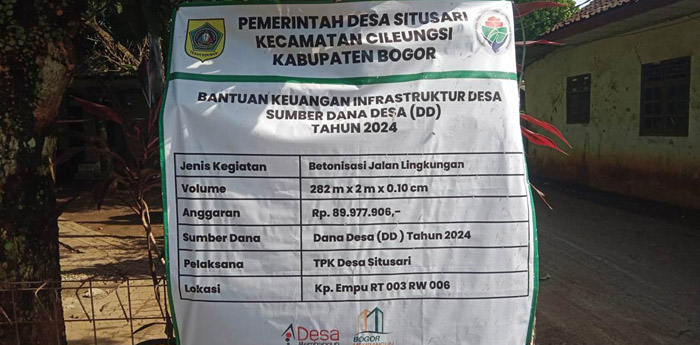 PEMERINTAH DESA SITUSARI
KECAMATAN CILEUNGSI
KABUPATEN BOGOR
BANTUAN KEUANGAN INFRASTRUKTUR DESA
SUMBER DANA DESA (DD)
TAHUN 2024
Jenis Kegiatan Betonisasi Jalan Lingkungan
Volume 282 m x 2 m x 0.10 cm
Anggaran Rp. 89.977.906,-
Sumber Dana Dana Desa (DD ) Tahun 2024
Pelaksana TPK Desa Situsari
Lokasi Kp. Empu RT 003 RW 006
Desa
BOGOR